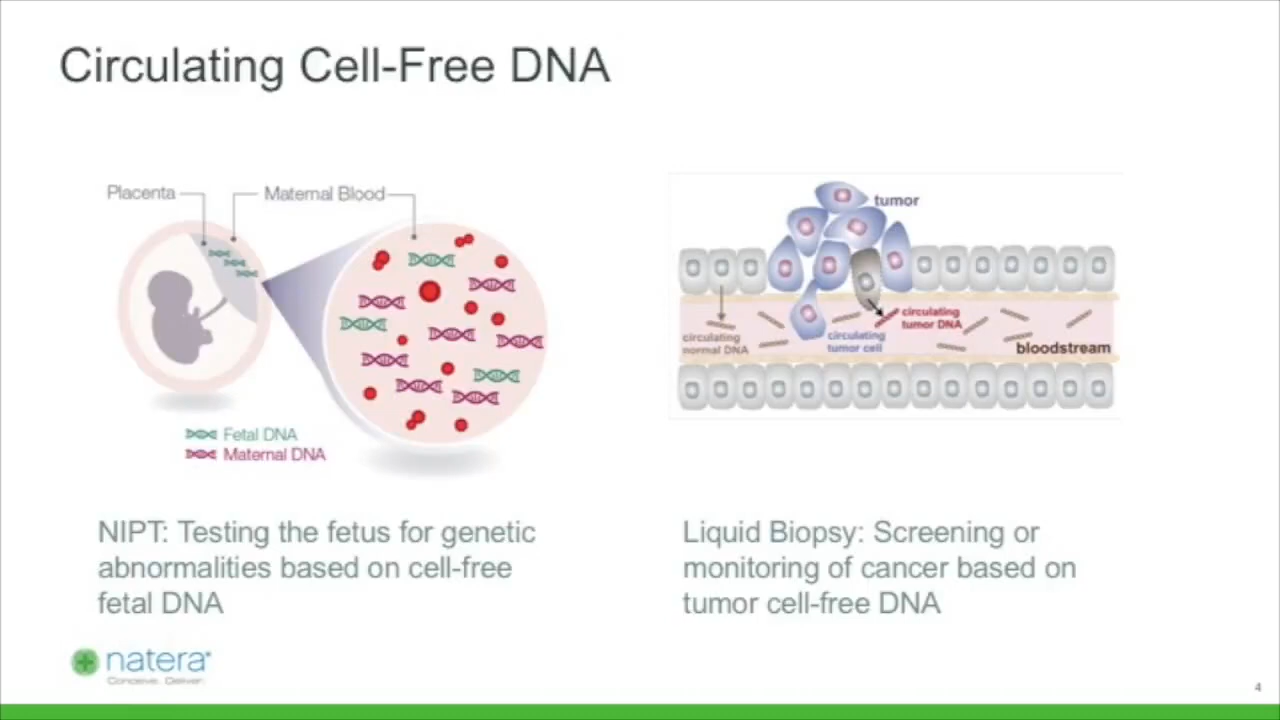 Circulating Cell-Free DNA
Placenta
Maternal Blood
Fetal DNA
Maternal DNA
tumor
circulating
normal DNA
circulating
tumor cell
circulating
tumor DNA
bloodstream
NIPT: Testing the fetus for genetic
abnormalities based on cell-free
fetal DNA
Liquid Biopsy: Screening or
monitoring of cancer based on
tumor cell-free DNA
natera
Conceive. Deliver.
4